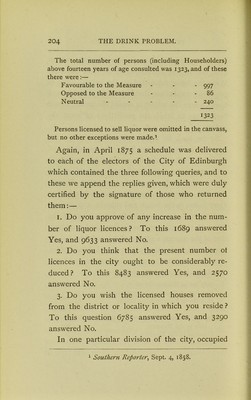 204 THE DRINK PROBLEM.
The total number of persons (including Householders)
above fourteen years of age consulted was 1323, and of these
there were:—
Favourable to the Measure - - - 997
Opposed to the Measure - - - 86
Neutral - - - - - 240
1323
Persons licensed to sell liquor were omitted in the canvass,
but no other exceptions were made.¹
Again, in April 1875 a schedule was delivered
to each of the electors of the City of Edinburgh
which contained the three following queries, and to
these we append the replies given, which were duly
certified by the signature of those who returned
them:—
1. Do you approve of any increase in the num-
ber of liquor licences? To this 1689 answered
Yes, and 9633 answered No.
2. Do you think that the present number of
licences in the city ought to be considerably re-
duced? To this 8483 answered Yes, and 2570
answered No.
3. Do you wish the licensed houses removed
from the district or locality in which you reside?
To this question 6785 answered Yes, and 3290
answered No.
In one particular division of the city, occupied
¹ Southern Reporter, Sept. 4, 1858.